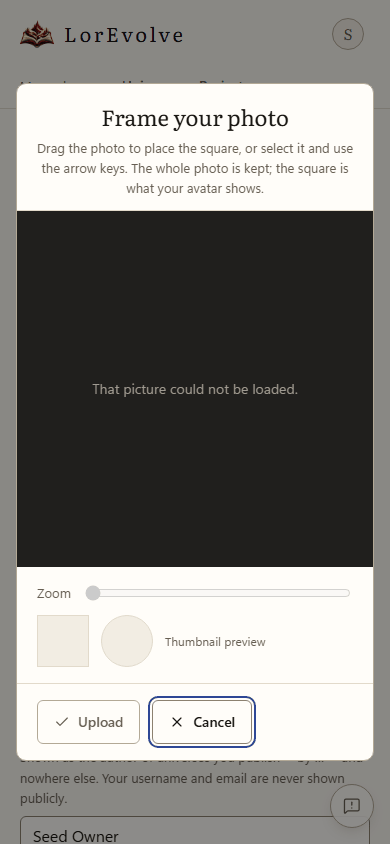 LorEvolve
S
Frame your photo
Drag the photo to place the square, or select it and use
the arrow keys. The whole photo is kept; the square is
what your avatar shows.
That picture could not be loaded.
Zoom
Thumbnail preview
Upload
Cancel
nowhere else. Your username and email are never shown
publicly.
Seed Owner